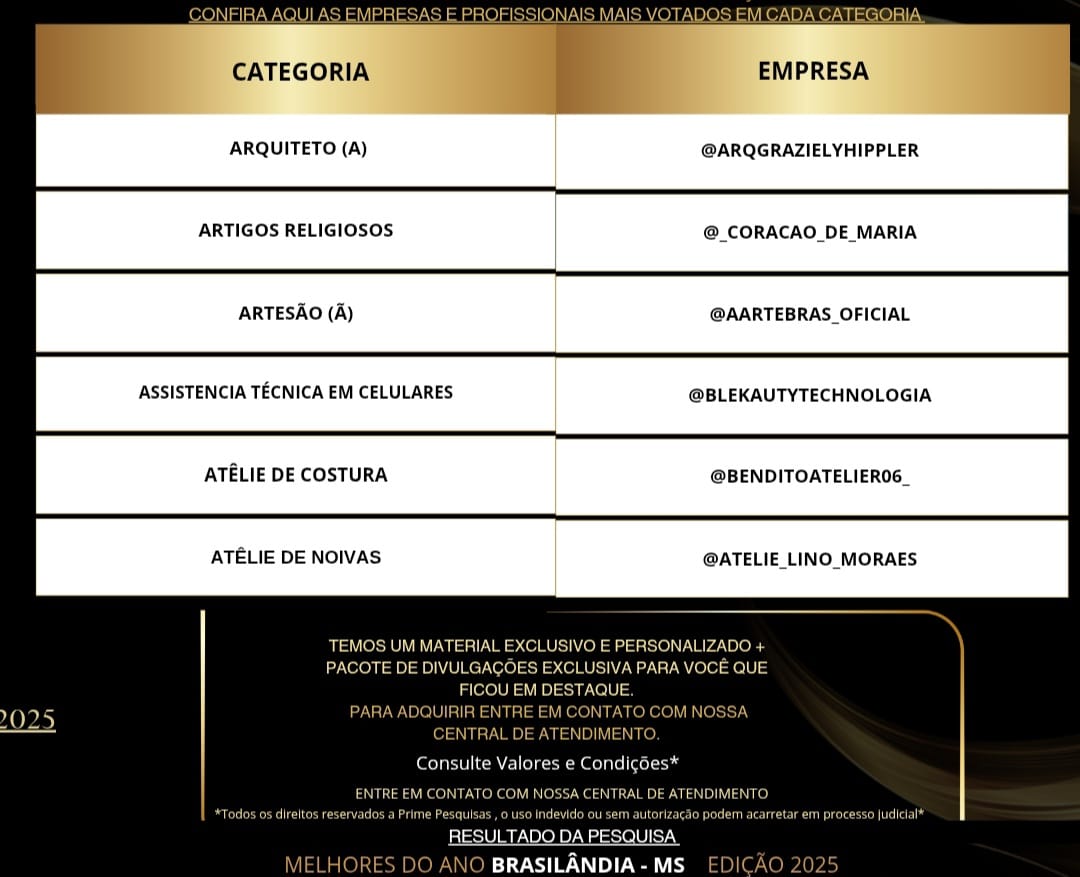 CONFIRA AQUI AS EMPRESAS E PROFISSIONAIS MAIS VOTADOS EM CADA CATEGORIA.
CATEGORIA EMPRESA
ARQUITETO (A) @ARQGRAZIELYHIPPLER
ARTIGOS RELIGIOSOS @_CORACAO_DE_MARIA
ARTESÃO (Ã) @AARTEBRAS_OFICIAL
ASSISTENCIA TÉCNICA EM CELULARES @BLEKAUTYTECHNOLOGIA
ATÊLIE DE COSTURA @BENDITOATELIER06_
ATÊLIE DE NOIVAS @ATELIE_LINO_MORAES
TEMOS UM MATERIAL EXCLUSIVO E PERSONALIZADO +
PACOTE DE DIVULGAÇÕES EXCLUSIVA PARA VOCÊ QUE
FICOU EM DESTAQUE.
PARA ADQUIRIR ENTRE EM CONTATO COM NOSSA
CENTRAL DE ATENDIMENTO.
2025
Consulte Valores e Condições*
ENTRE EM CONTATO COM NOSSA CENTRAL DE ATENDIMENTO
*Todos os direitos reservados a Prime Pesquisas , o uso indevido ou sem autorização podem acarretar em processo judicial*
RESULTADO DA PESQUISA
MELHORES DO ANO BRASILÂNDIA - MS EDIÇÃO 2025